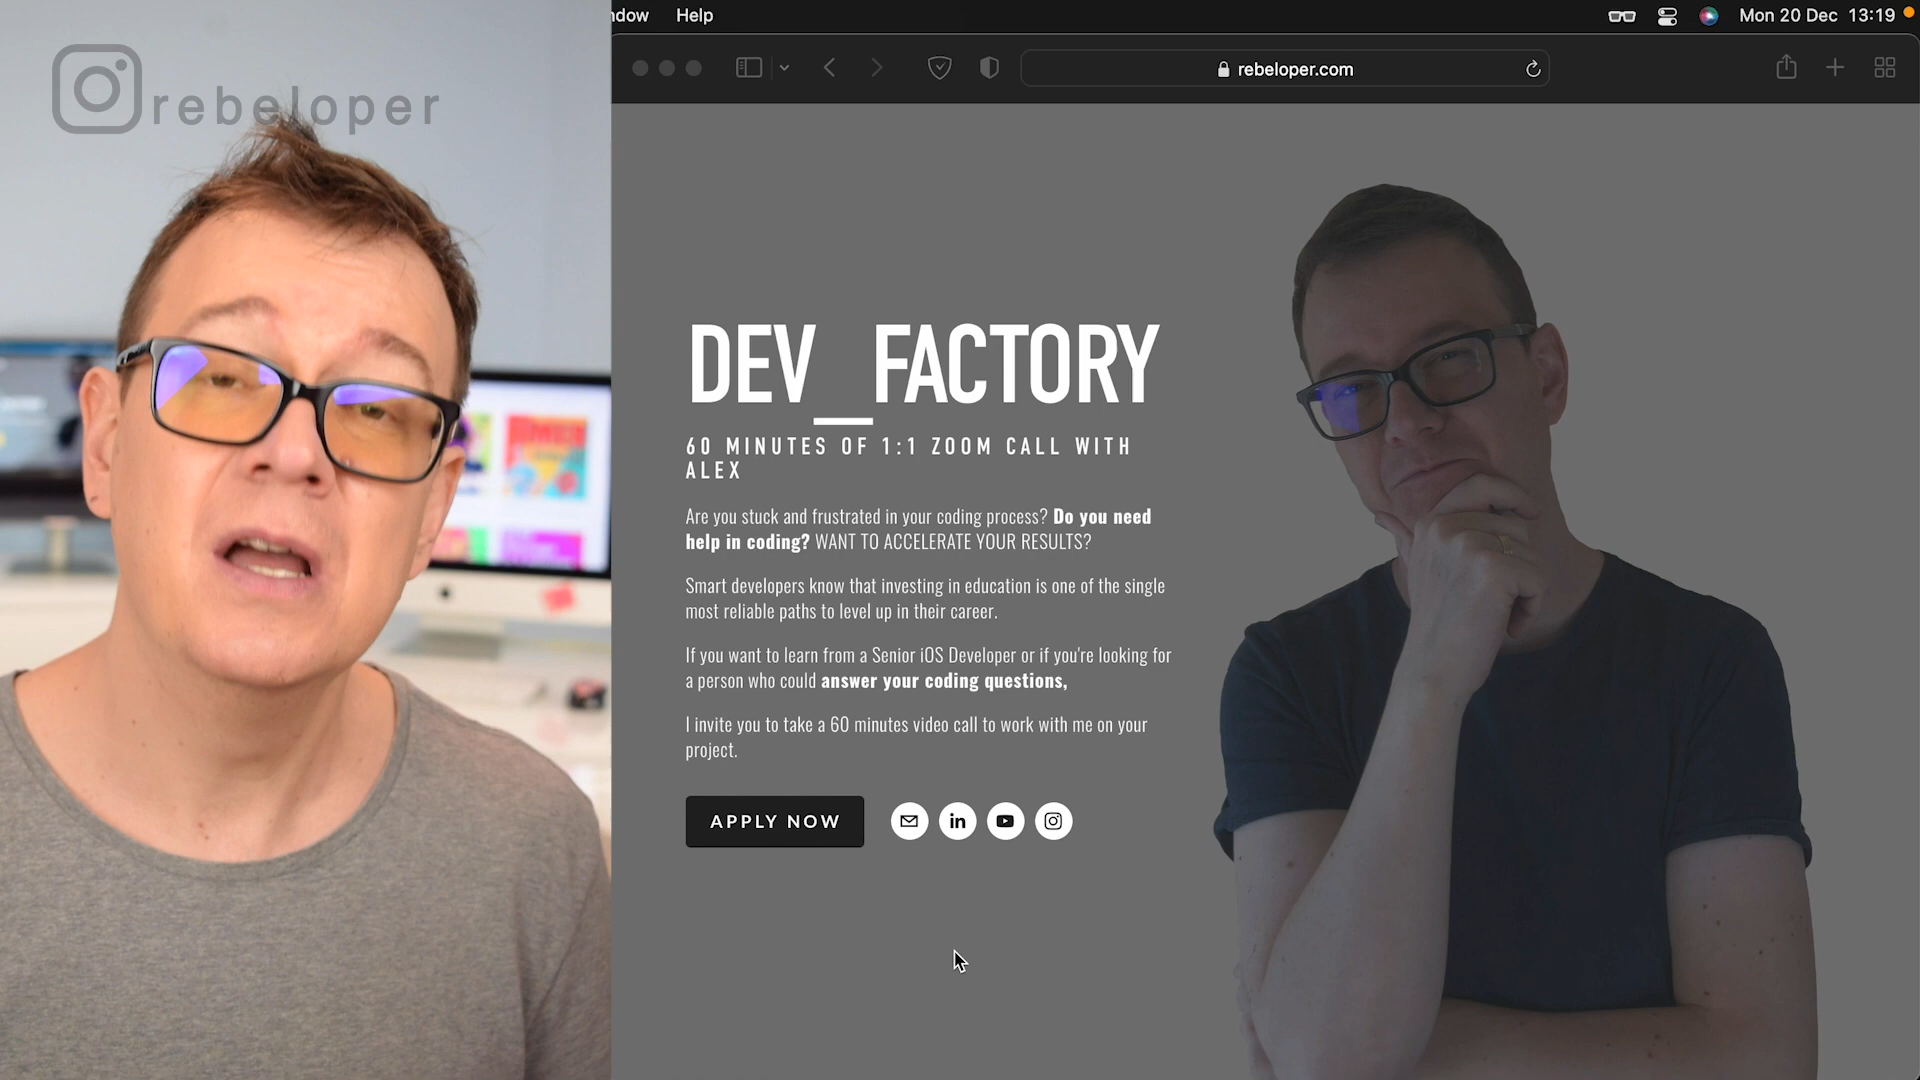 rebeloper
Help
Mon 20 Dec 13:19
rebeloper.com
DEV_FACTORY
60 MINUTES OF 1:1 ZOOM CALL WITH
ALEX
Are you stuck and frustrated in your coding process? Do you need
help in coding? WANT TO ACCELERATE YOUR RESULTS?
Smart developers know that investing in education is one of the single
most reliable paths to level up in their career.
If you want to learn from a Senior iOS Developer or if you're looking for
a person who could answer your coding questions,
I invite you to take a 60 minutes video call to work with me on your
project.
APPLY NOW
in